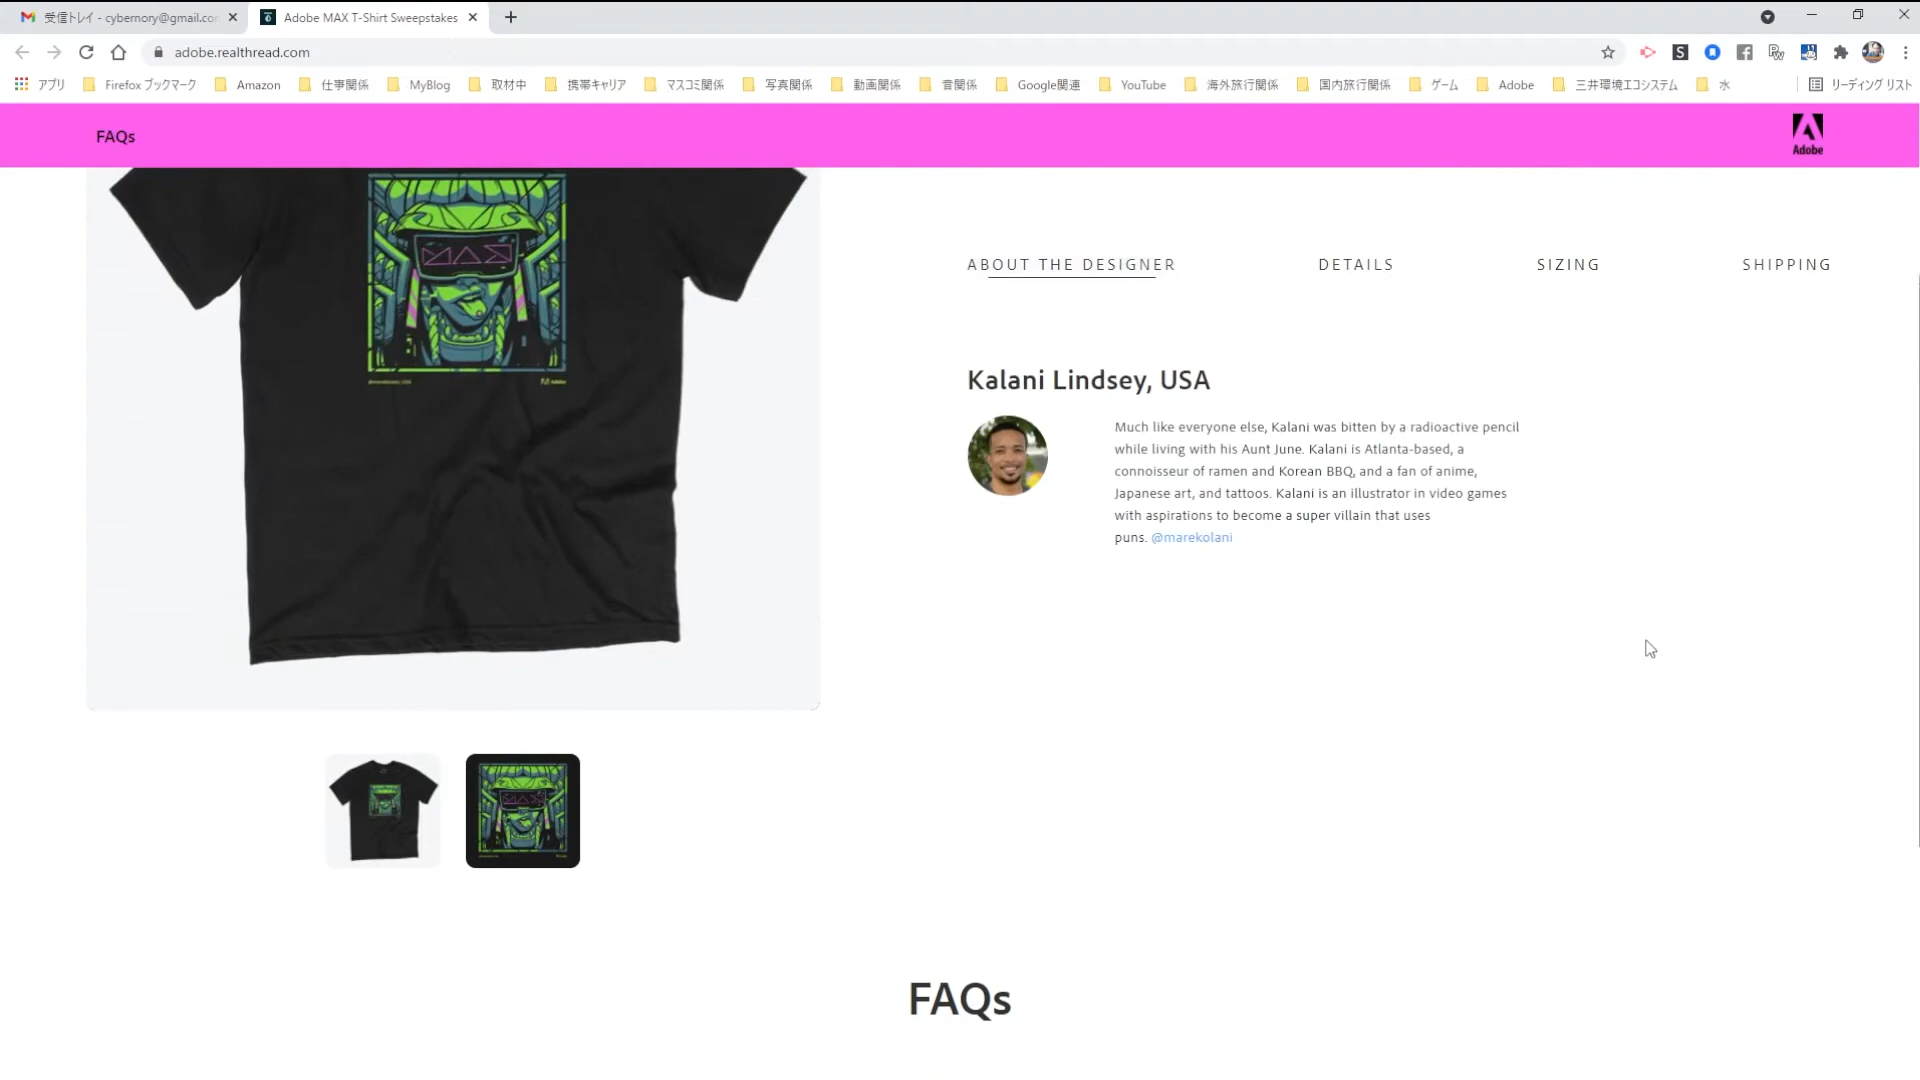 受信トレイ - cybernory@gmail.co
Adobe MAX T-Shirt Sweepstakes
adobe.realthread.com
アプリ
Firefox ブックマーク
Amazon
仕事関係
MyBlog
取材中
携帯キャリア
マスコミ関係
写真関係
動画関係
音関係
Google関連
YouTube
海外旅行関係
国内旅行関係
ゲーム
Adobe
三井環境エコシステム
水
リーディング リスト
FAQs
Adobe
ABOUT THE DESIGNER
DETAILS
SIZING
SHIPPING
Kalani Lindsey, USA
Much like everyone else, Kalani was bitten by a radioactive pencil
while living with his Aunt June. Kalani is Atlanta-based, a
connoisseur of ramen and Korean BBQ, and a fan of anime,
Japanese art, and tattoos. Kalani is an illustrator in video games
with aspirations to become a super villain that uses
puns. @marekolani
FAQs